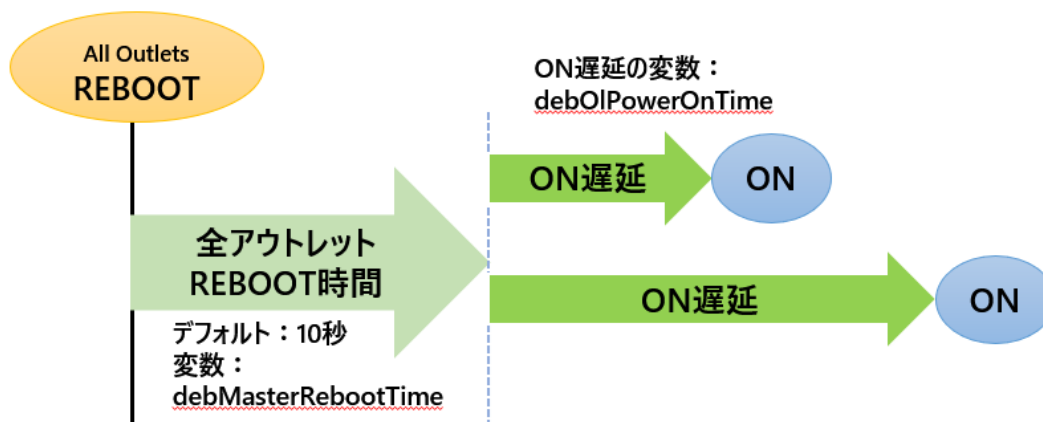 All Outlets
REBOOT
ON遅延の変数：
debOlPowerOnTime
ON遅延
ON
全アウトレット
REBOOT時間
ON遅延
ON
デフォルト：10秒
変数：
debMasterRebootTime